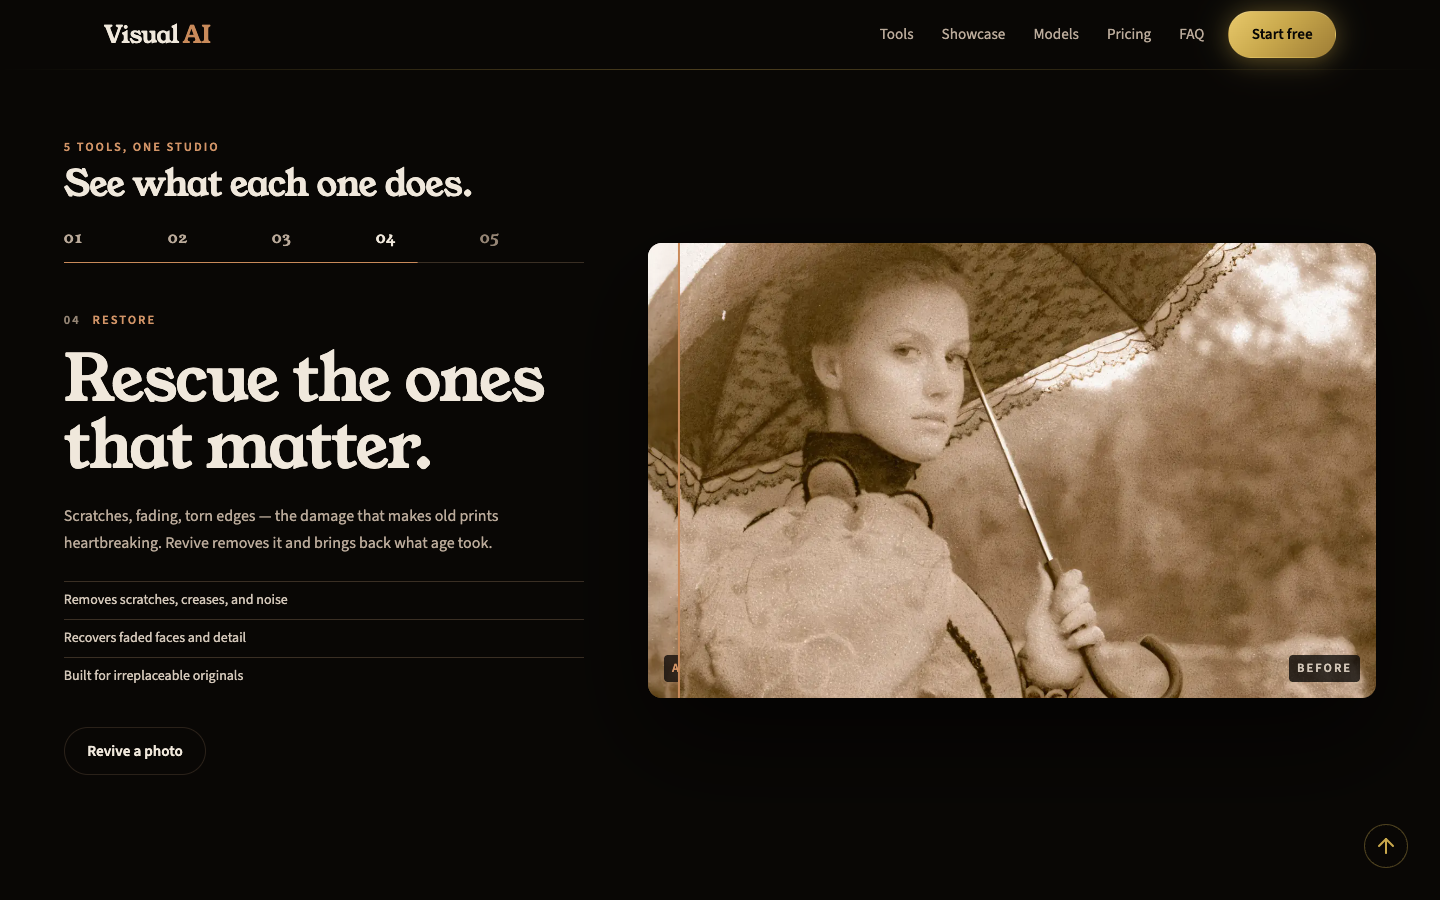 Visual AI
Tools
Showcase
Models
Pricing
FAQ
Start free
5 TOOLS, ONE STUDIO
See what each one does.
01 02 03 04 05
04 RESTORE
Rescue the ones
that matter.
Scratches, fading, torn edges — the damage that makes old prints
heartbreaking. Revive removes it and brings back what age took.
Removes scratches, creases, and noise
Recovers faded faces and detail
Built for irreplaceable originals
Revive a photo
BEFORE